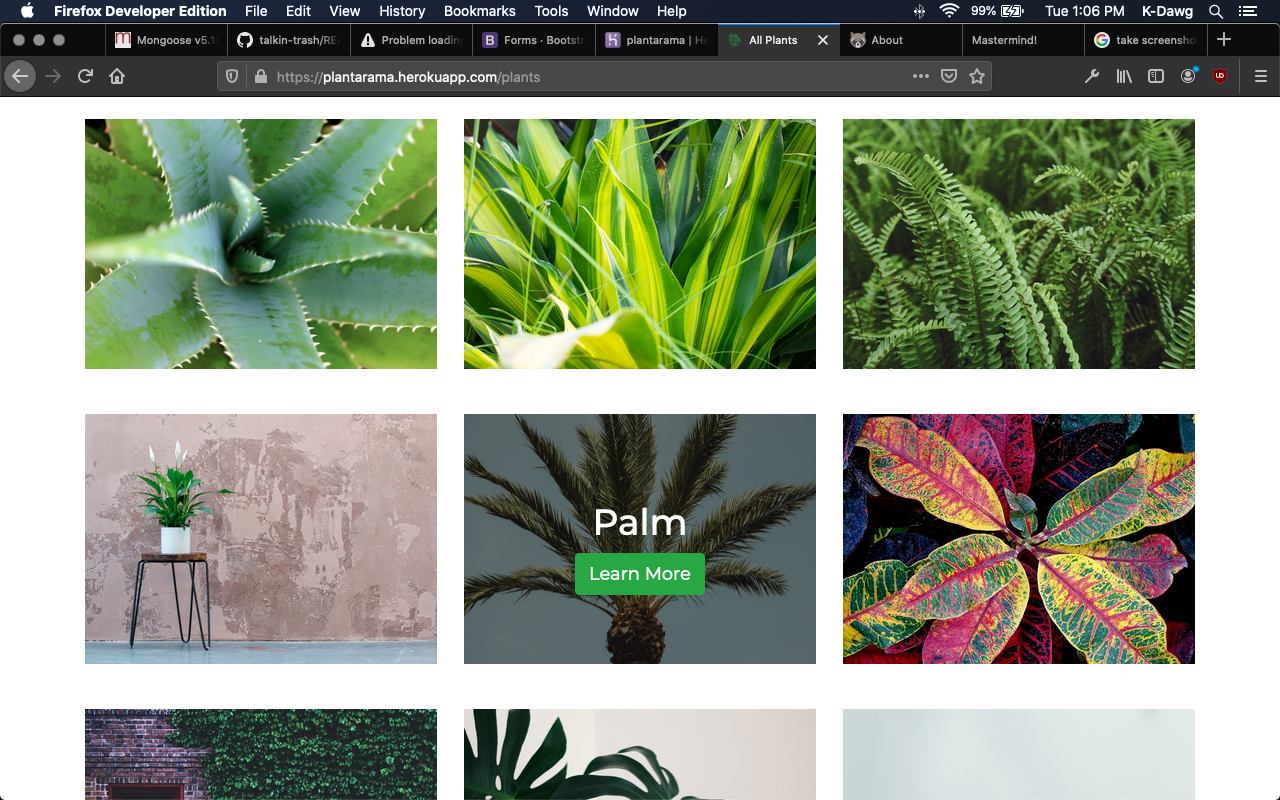 Firefox Developer Edition File Edit View History Bookmarks Tools Window Help 99% Tue 1:06 PM K-Dawg
Mongoose v5.1 talkin-trash/RE Problem loadin Forms · Bootstr plantarama | He All Plants About Mastermind! take screensho
https://plantarama.herokuapp.com/plants
Palm
Learn More